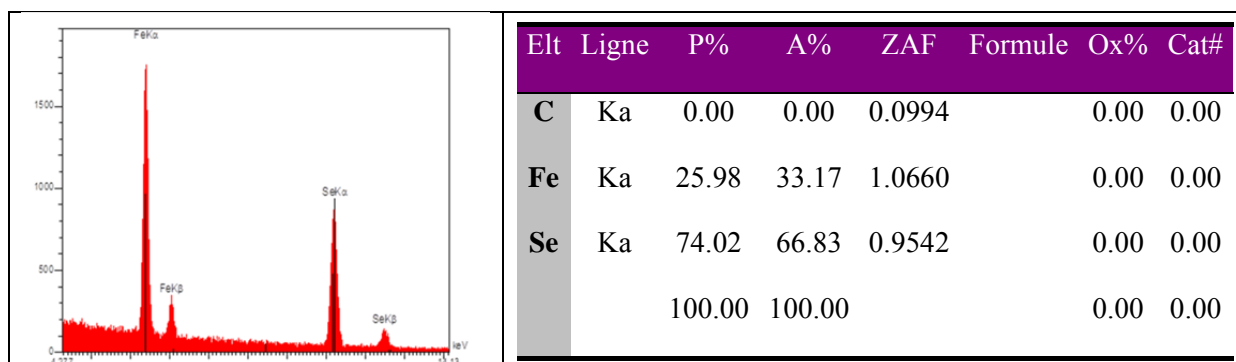 FeKα
1500
1000
SeKα
500
FeKβ
SeKβ
0
keV
Elt Ligne P% A% ZAF Formule Ox% Cat#
C Ka 0.00 0.00 0.0994 0.00 0.00
Fe Ka 25.98 33.17 1.0660 0.00 0.00
Se Ka 74.02 66.83 0.9542 0.00 0.00
100.00 100.00 0.00 0.00